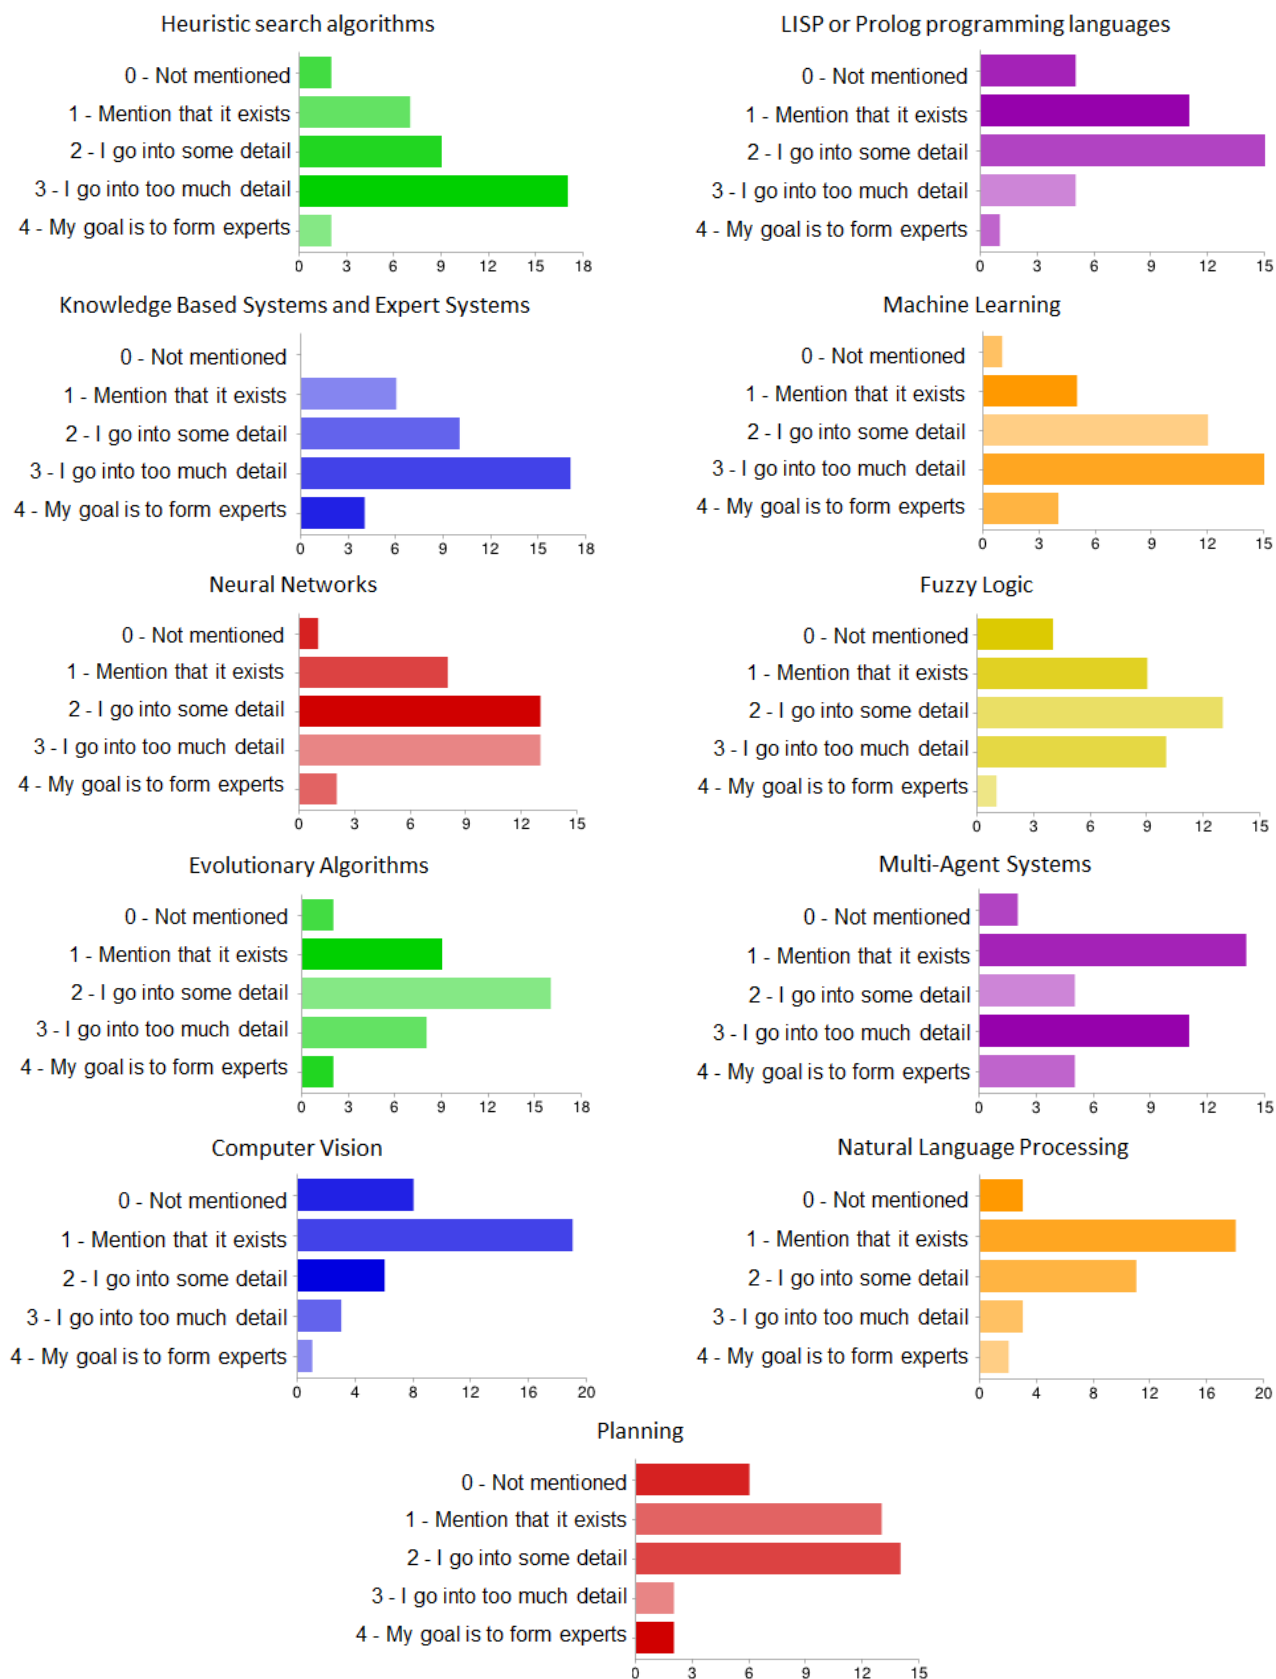 Heuristic search algorithms
0 - Not mentioned
1 - Mention that it exists
2 - I go into some detail
3 - I go into too much detail
4 - My goal is to form experts
0 3 6 9 12 15 18
LISP or Prolog programming languages
0 - Not mentioned
1 - Mention that it exists
2 - I go into some detail
3 - I go into too much detail
4 - My goal is to form experts
0 3 6 9 12 15
Knowledge Based Systems and Expert Systems
0 - Not mentioned
1 - Mention that it exists
2 - I go into some detail
3 - I go into too much detail
4 - My goal is to form experts
0 3 6 9 12 15 18
Machine Learning
0 - Not mentioned
1 - Mention that it exists
2 - I go into some detail
3 - I go into too much detail
4 - My goal is to form experts
0 3 6 9 12 15
Neural Networks
0 - Not mentioned
1 - Mention that it exists
2 - I go into some detail
3 - I go into too much detail
4 - My goal is to form experts
0 3 6 9 12 15
Fuzzy Logic
0 - Not mentioned
1 - Mention that it exists
2 - I go into some detail
3 - I go into too much detail
4 - My goal is to form experts
0 3 6 9 12 15
Evolutionary Algorithms
0 - Not mentioned
1 - Mention that it exists
2 - I go into some detail
3 - I go into too much detail
4 - My goal is to form experts
0 3 6 9 12 15 18
Multi-Agent Systems
0 - Not mentioned
1 - Mention that it exists
2 - I go into some detail
3 - I go into too much detail
4 - My goal is to form experts
0 3 6 9 12 15
Computer Vision
0 - Not mentioned
1 - Mention that it exists
2 - I go into some detail
3 - I go into too much detail
4 - My goal is to form experts
0 4 8 12 16 20
Natural Language Processing
0 - Not mentioned
1 - Mention that it exists
2 - I go into some detail
3 - I go into too much detail
4 - My goal is to form experts
0 4 8 12 16 20
Planning
0 - Not mentioned
1 - Mention that it exists
2 - I go into some detail
3 - I go into too much detail
4 - My goal is to form experts
0 3 6 9 12 15